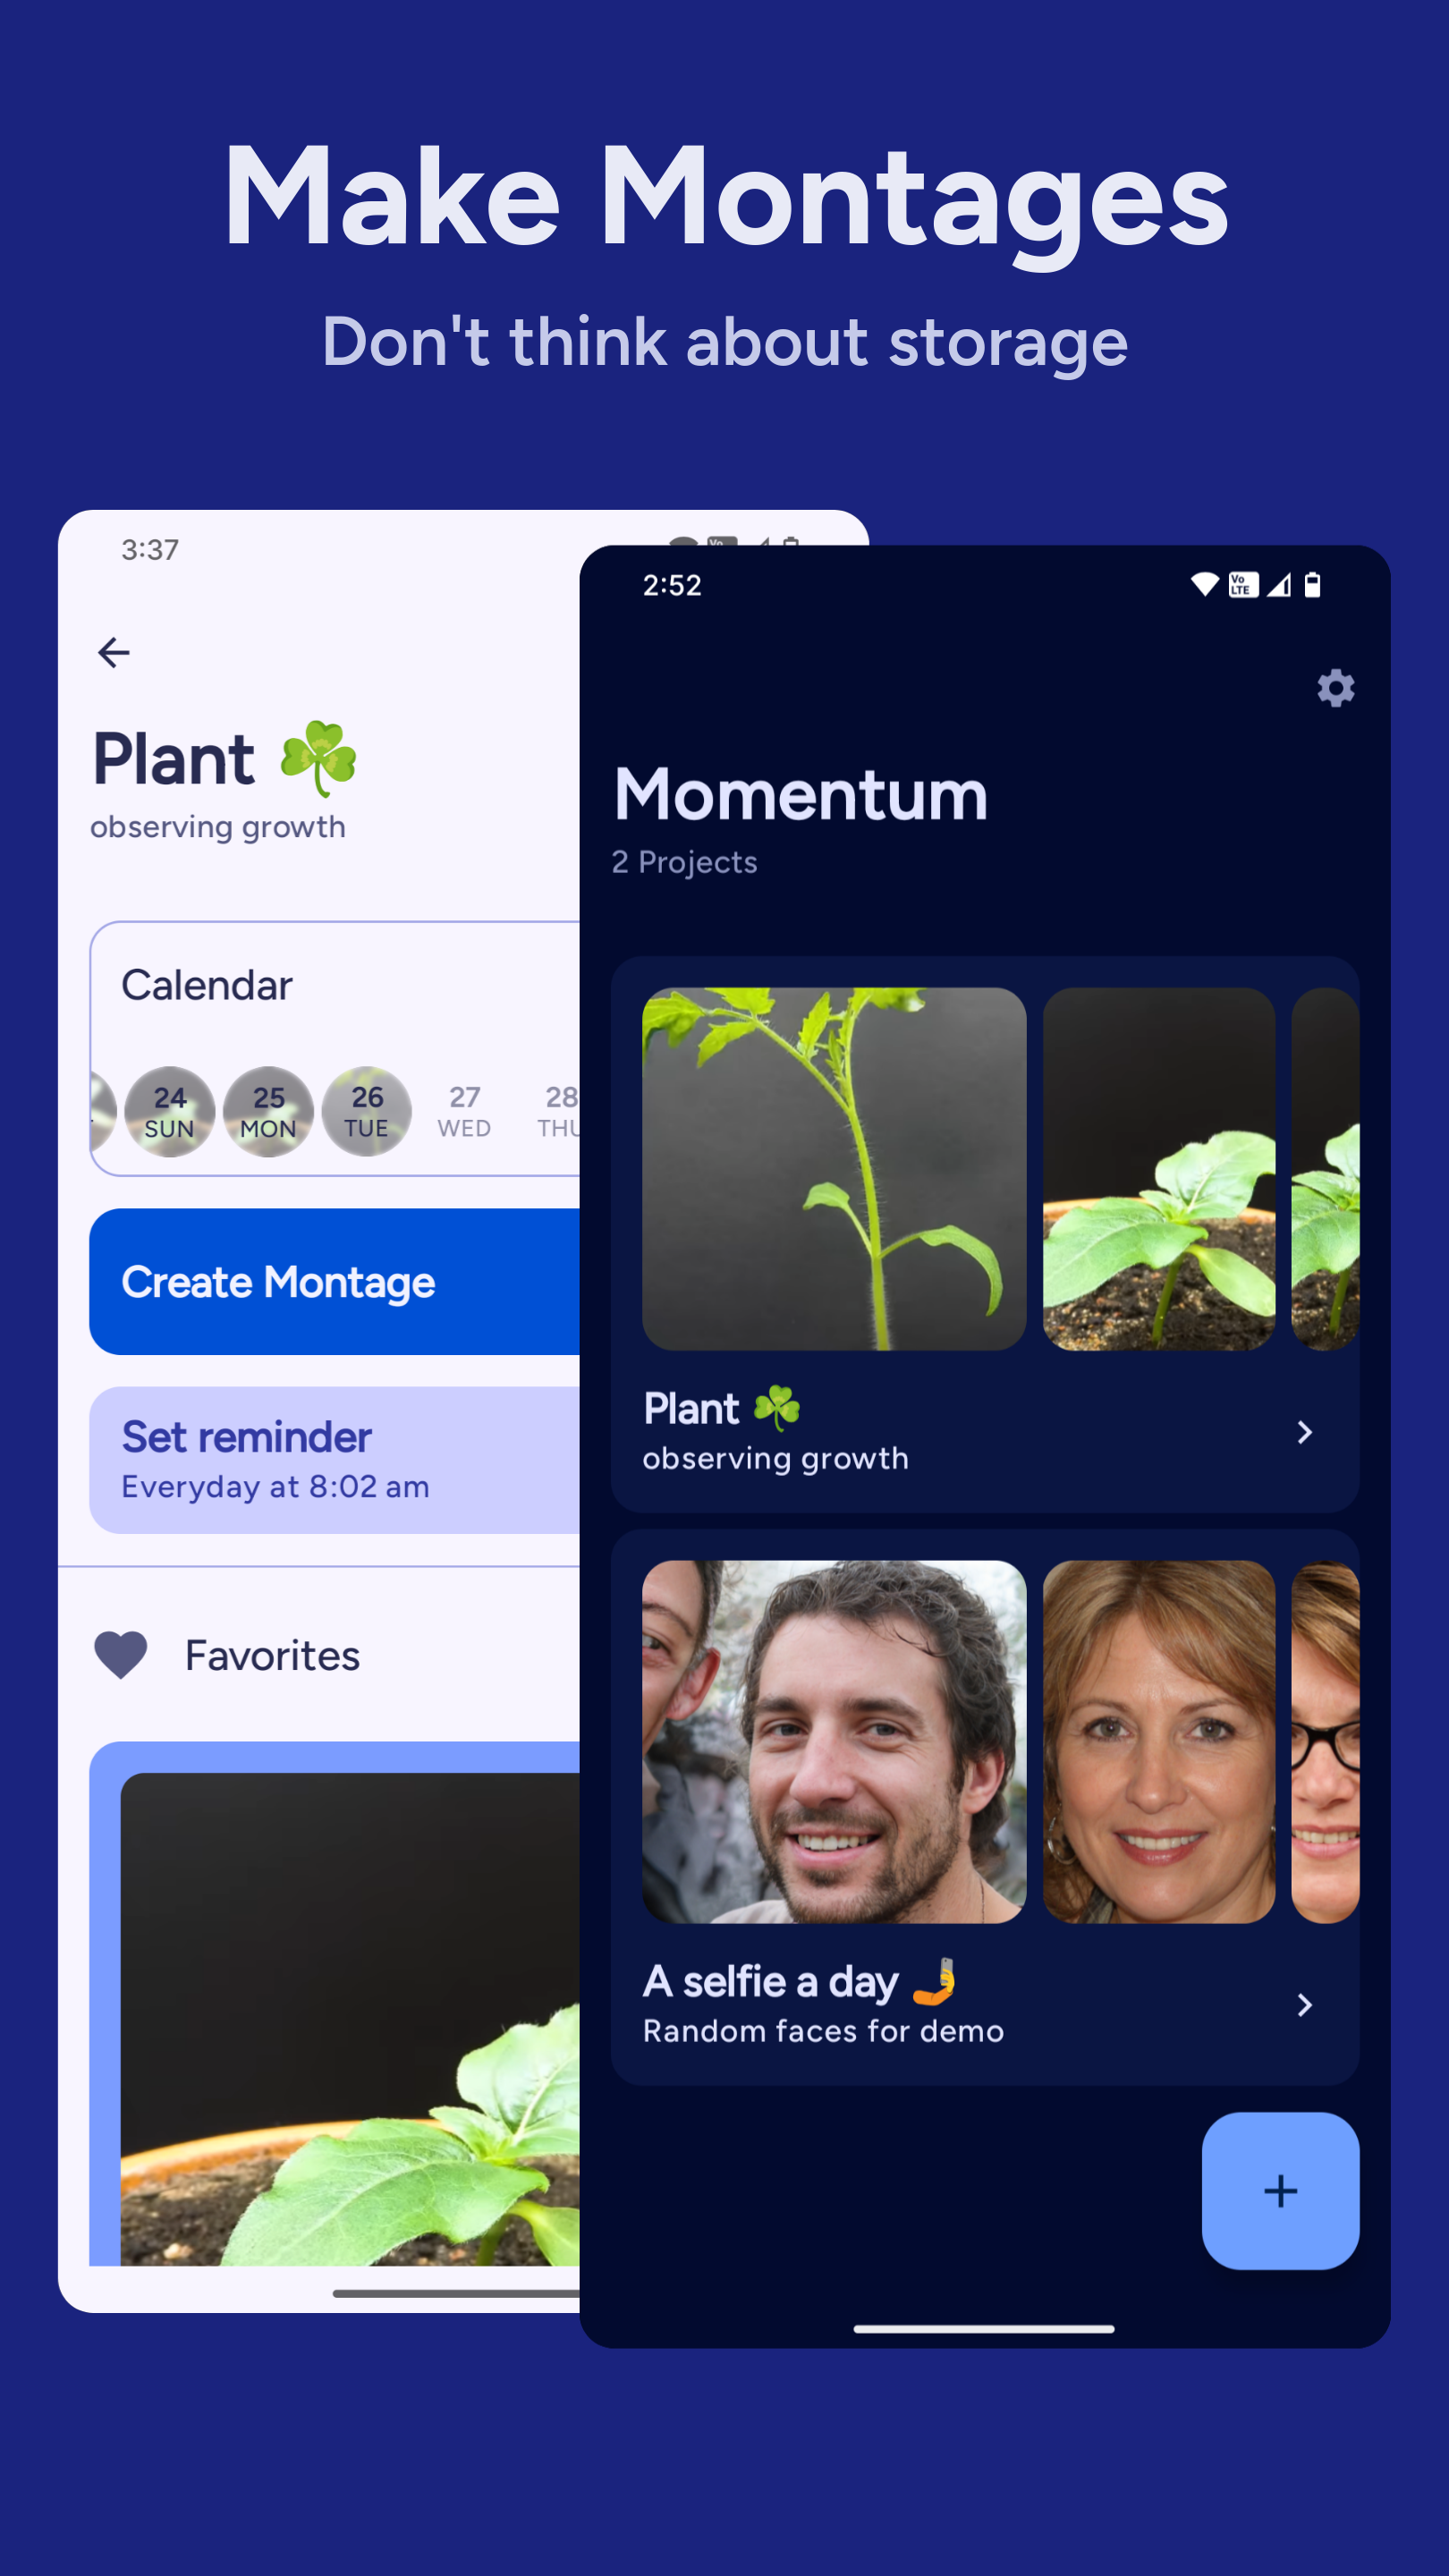 Make Montages
Don't think about storage
3:37
Plant ☘️
observing growth
Calendar
24 25 26 27 28
SUN MON TUE WED THU
Create Montage
Set reminder
Everyday at 8:02 am
Favorites
2:52
Vo
LTE
Momentum
2 Projects
Plant ☘️
observing growth
A selfie a day 🤳
Random faces for demo